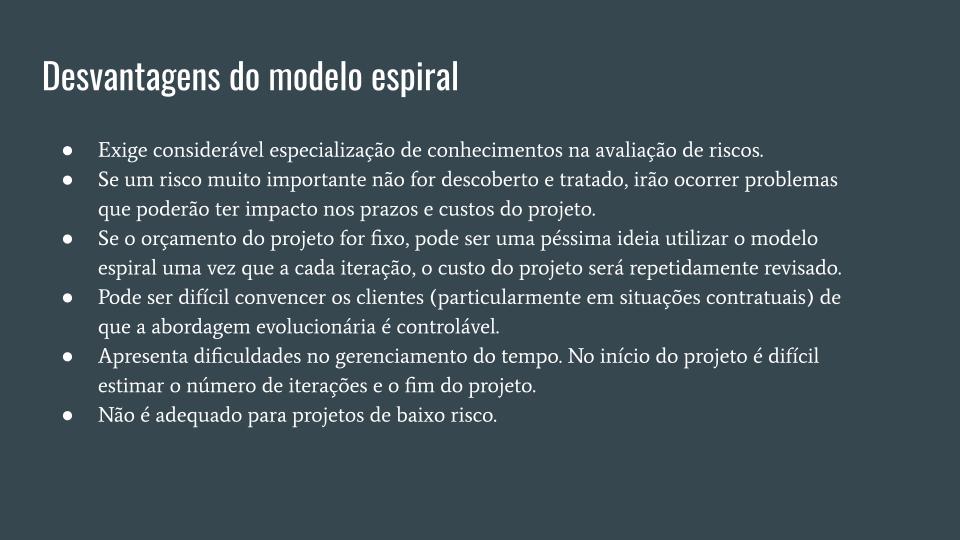 Desvantagens do modelo espiral
● Exige considerável especialização de conhecimentos na avaliação de riscos.
● Se um risco muito importante não for descoberto e tratado, irão ocorrer problemas
que poderão ter impacto nos prazos e custos do projeto.
● Se o orçamento do projeto for fixo, pode ser uma péssima ideia utilizar o modelo
espiral uma vez que a cada iteração, o custo do projeto será repetidamente revisado.
● Pode ser difícil convencer os clientes (particularmente em situações contratuais) de
que a abordagem evolucionária é controlável.
● Apresenta dificuldades no gerenciamento do tempo. No início do projeto é difícil
estimar o número de iterações e o fim do projeto.
● Não é adequado para projetos de baixo risco.